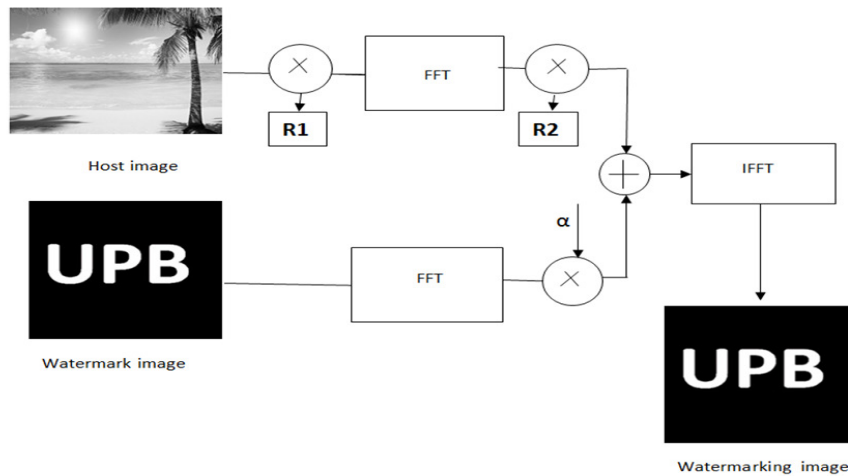 FFT
R1
R2
Host image
IFFT
UPB
α
FFT
Watermark image
UPB
Watermarking image